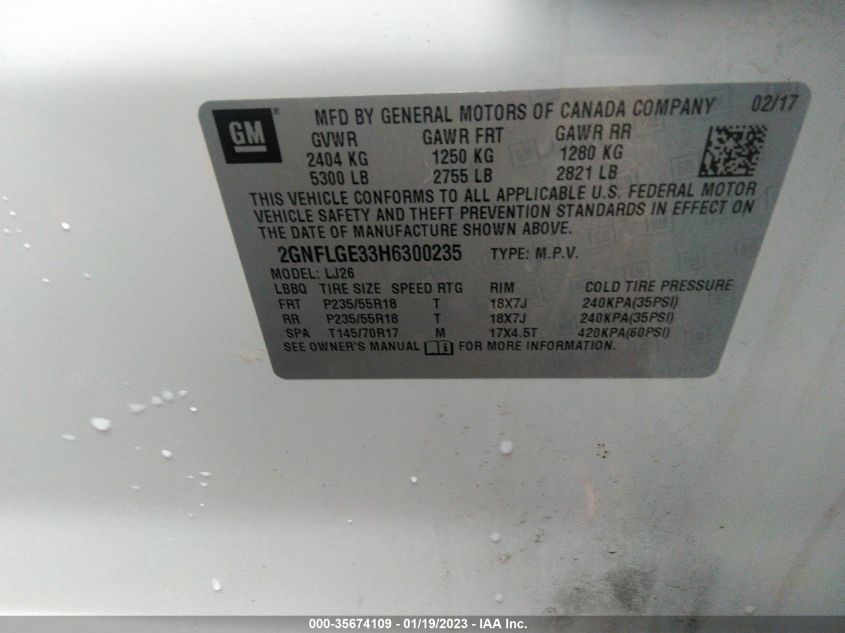 GM® MFD BY GENERAL MOTORS OF CANADA COMPANY 02/17
GVWR GAWR FRT GAWR RR
2404 KG 1250 KG 1280 KG
5300 LB 2755 LB 2821 LB
THIS VEHICLE CONFORMS TO ALL APPLICABLE U.S. FEDERAL MOTOR
VEHICLE SAFETY AND THEFT PREVENTION STANDARDS IN EFFECT ON
THE DATE OF MANUFACTURE SHOWN ABOVE.
2GNFLGE33H6300235 TYPE: M.P.V.
MODEL: LJ26
LBBQ TIRE SIZE SPEED RTG RIM COLD TIRE PRESSURE
FRT P235/55R18 T 18X7J 240KPA(35PSI)
RR P235/55R18 T 18X7J 240KPA(35PSI)
SPA T145/70R17 M 17X4.5T 420KPA(60PSI)
SEE OWNER'S MANUAL FOR MORE INFORMATION.
000-35674109 - 01/19/2023 - IAA Inc.